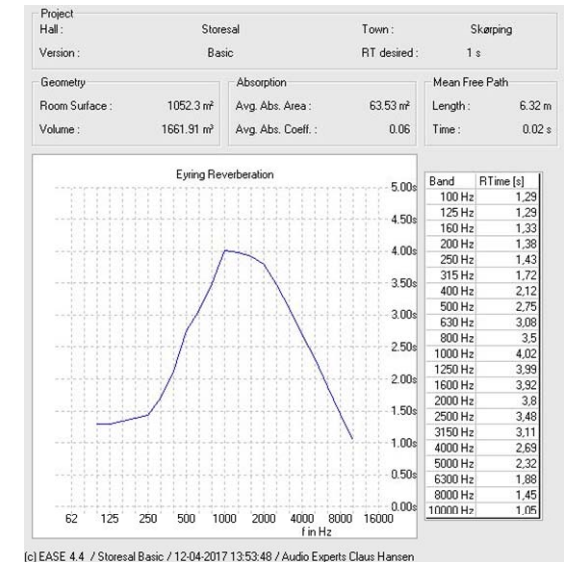 Project
Hall : Storesal Town : Skørping
Version : Basic RT desired : 1 s
Geometry
Room Surface : 1052.3 m²
Volume : 1661.91 m³
Absorption
Avg. Abs. Area : 63.53 m²
Avg. Abs. Coeff. : 0.06
Mean Free Path
Length : 6.32 m
Time : 0.02 s
Eyring Reverberation
5.00s
4.50s
4.00s
3.50s
3.00s
2.50s
2.00s
1.50s
1.00s
0.50s
0.00s
62 125 250 500 1000 2000 4000 8000 16000
f in Hz
Band RTime [s]
100 Hz 1,29
125 Hz 1,29
160 Hz 1,33
200 Hz 1,38
250 Hz 1,43
315 Hz 1,72
400 Hz 2,12
500 Hz 2,75
630 Hz 3,08
800 Hz 3,5
1000 Hz 4,02
1250 Hz 3,99
1600 Hz 3,92
2000 Hz 3,8
2500 Hz 3,48
3150 Hz 3,11
4000 Hz 2,69
5000 Hz 2,32
6300 Hz 1,88
8000 Hz 1,45
10000 Hz 1,05
(c) EASE 4.4 / Storesal Basic / 12-04-2017 13:53:48 / Audio Experts Claus Hansen